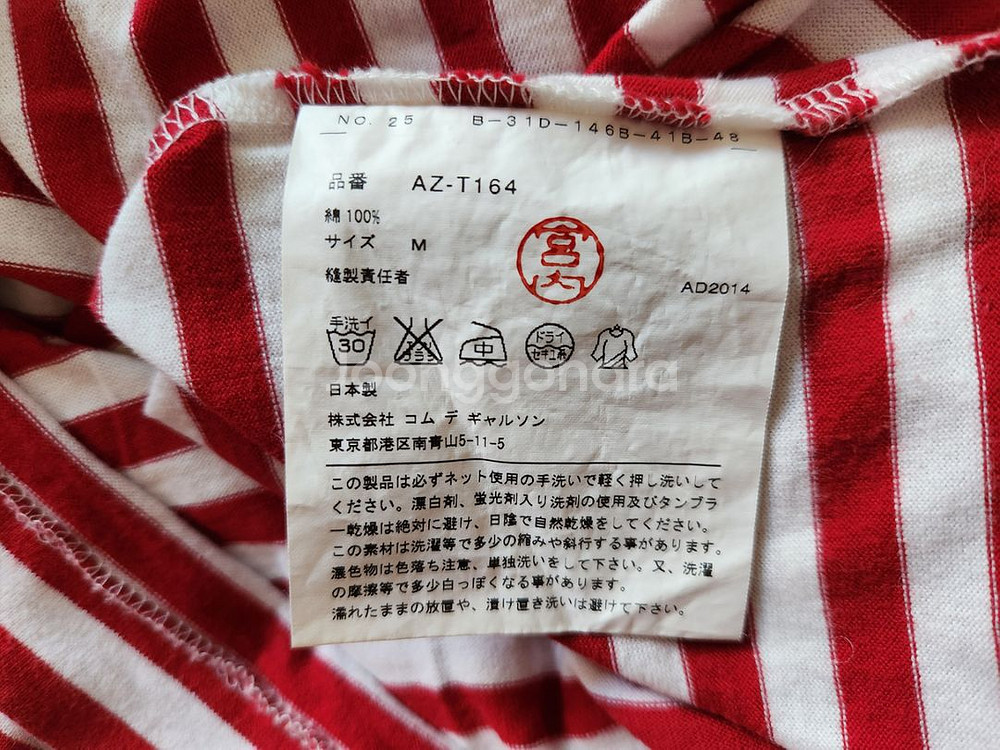 NO. 25 B-31D-146B-41B-48
品番 AZ-T164
綿 100%
サイズ M
宮内
縫製責任者
AD2014
手洗イ
30
中
ドライ
セキユ系
日本製
joonggonara
株式会社 コム デ ギャルソン
東京都港区南青山5-11-5
この製品は必ずネット使用の手洗いで軽く押し洗いして
ください。漂白剤、蛍光剤入り洗剤の使用及びタンブラ
ー乾燥は絶対に避け、日陰で自然乾燥をしてください。
この素材は洗濯等で多少の縮みや斜行する事があります。
濃色物は色落ち注意、単独洗いをして下さい。又、洗濯
の摩擦等で多少白っぽくなる事があります。
濡れたままの放置や、漬け置き洗いは避けて下さい。